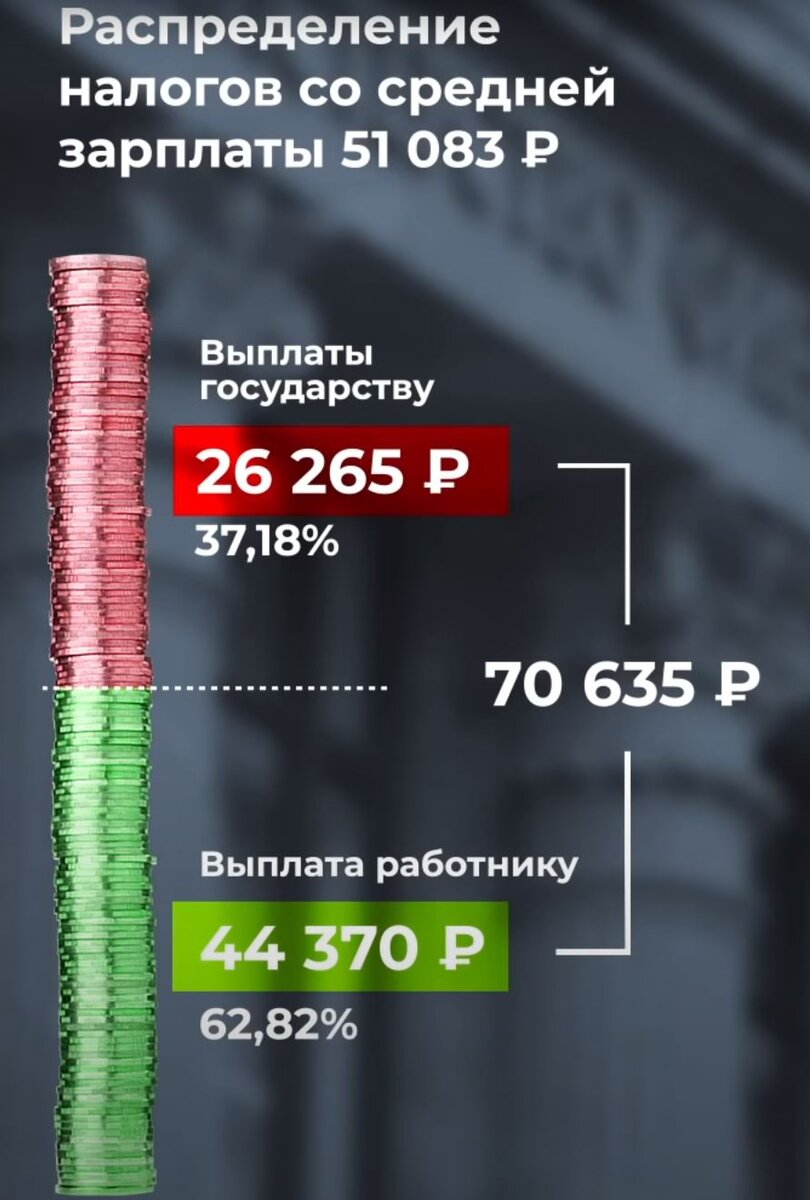 Распределение
налогов со средней
зарплаты 51 083 ₽
Выплаты
государству
26 265 ₽
37,18%
70 635 ₽
Выплата работнику
44 370 ₽
62,82%